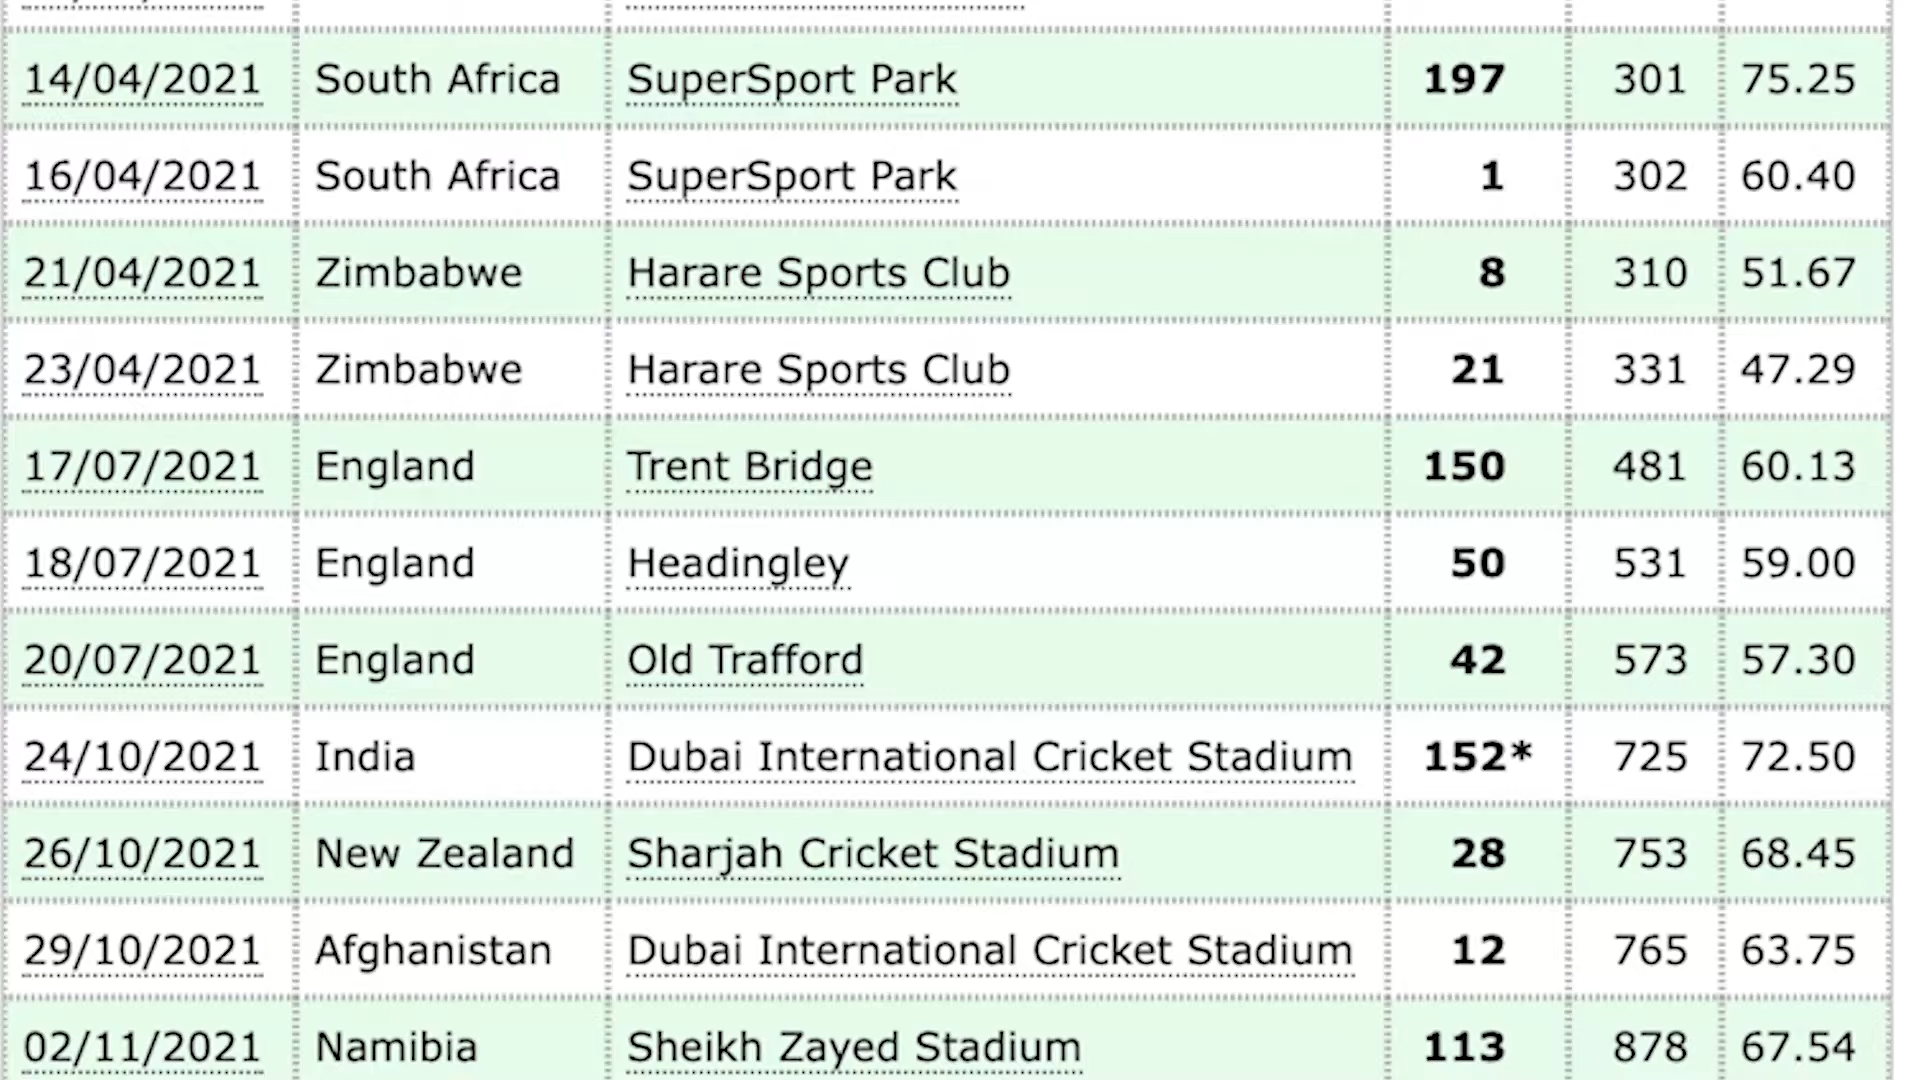 14/04/2021 South Africa SuperSport Park 197 301 75.25
16/04/2021 South Africa SuperSport Park 1 302 60.40
21/04/2021 Zimbabwe Harare Sports Club 8 310 51.67
23/04/2021 Zimbabwe Harare Sports Club 21 331 47.29
17/07/2021 England Trent Bridge 150 481 60.13
18/07/2021 England Headingley 50 531 59.00
20/07/2021 England Old Trafford 42 573 57.30
24/10/2021 India Dubai International Cricket Stadium 152* 725 72.50
26/10/2021 New Zealand Sharjah Cricket Stadium 28 753 68.45
29/10/2021 Afghanistan Dubai International Cricket Stadium 12 765 63.75
02/11/2021 Namibia Sheikh Zayed Stadium 113 878 67.54